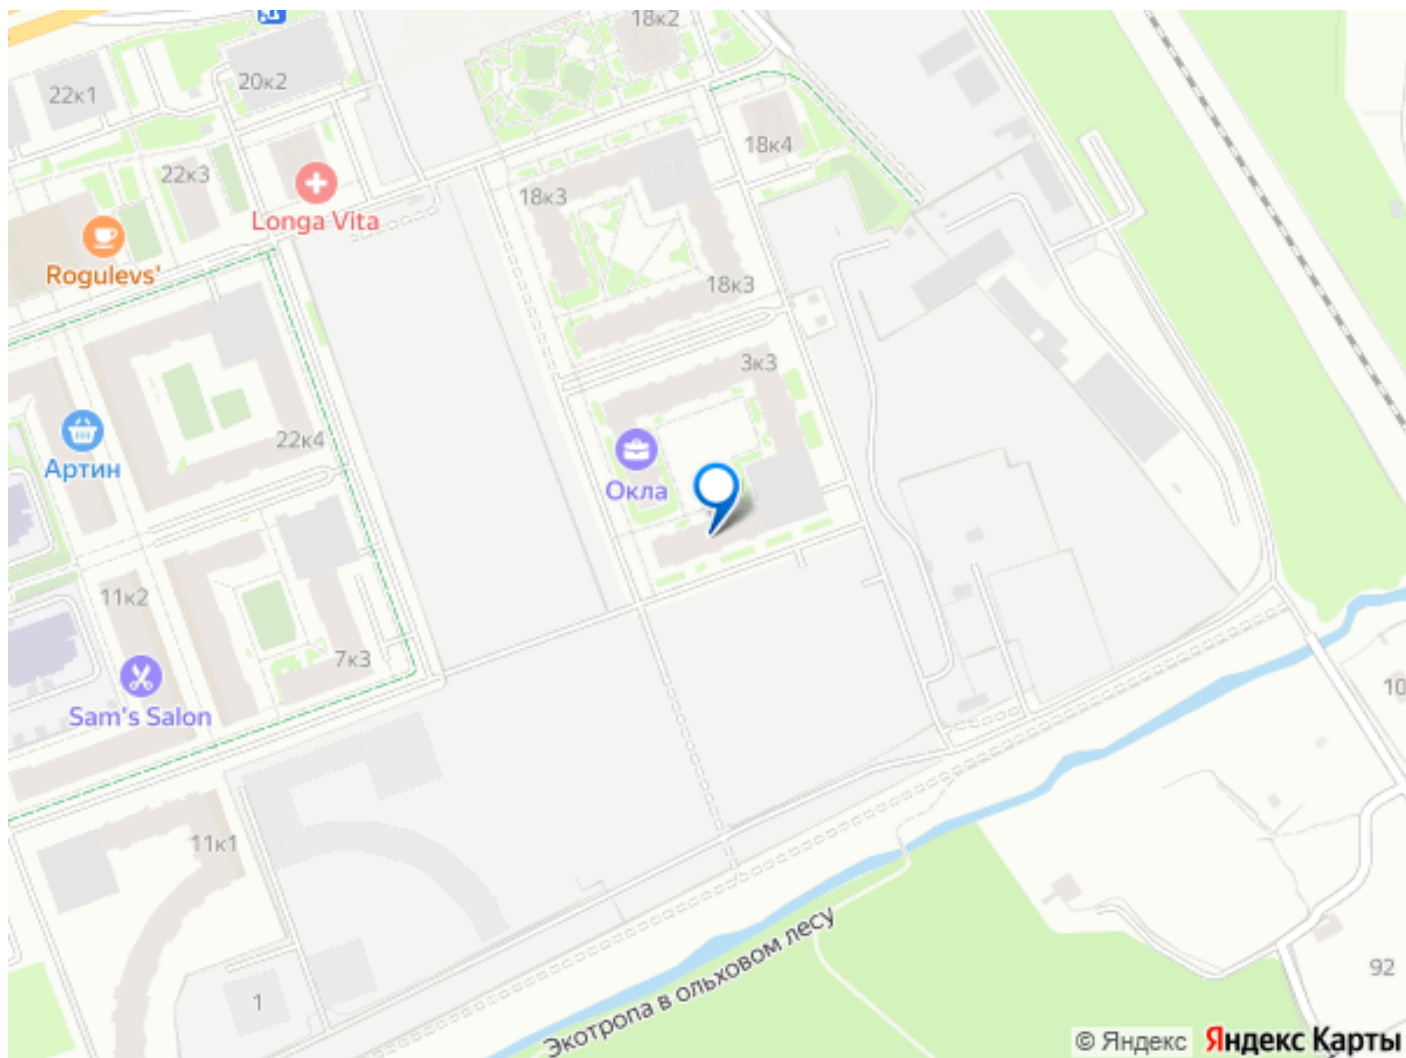 18к2
20к2
22к1
18к4
22к3
18к3
Longa Vita
Rogulevs'
18к3
3к3
22к4
Артин
Окла
11к2
7к3
Sam's Salon
10
11к1
Экотропа в ольховом лесу
92
1
© Яндекс Яндекс Карты